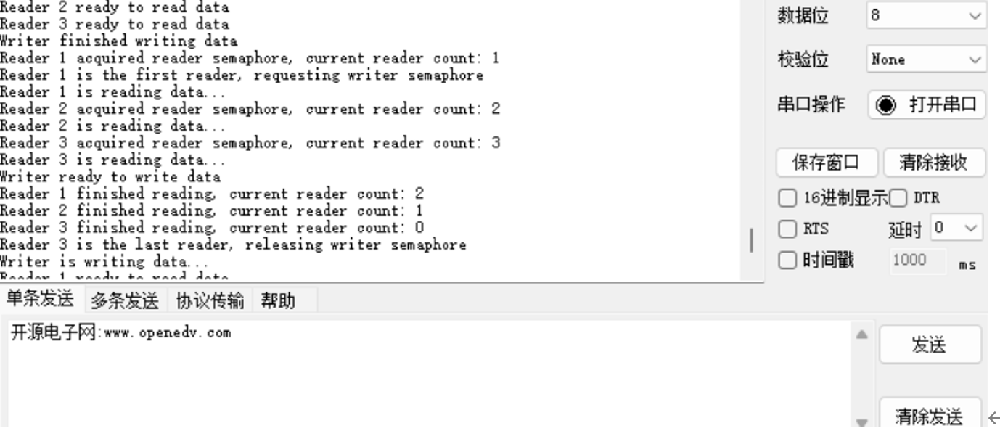 Reader 2 ready to read data
Reader 3 ready to read data
Writer finished writing data
Reader 1 acquired reader semaphore, current reader count: 1
Reader 1 is the first reader, requesting writer semaphore
Reader 1 is reading data...
Reader 2 acquired reader semaphore, current reader count: 2
Reader 2 is reading data...
Reader 3 acquired reader semaphore, current reader count: 3
Reader 3 is reading data...
Writer ready to write data
Reader 1 finished reading, current reader count: 2
Reader 2 finished reading, current reader count: 1
Reader 3 finished reading, current reader count: 0
Reader 3 is the last reader, releasing writer semaphore
Writer is writing data...
Reader 1 ready to read data
数据位 8
校验位 None
串口操作 打开串口
保存窗口 清除接收
16进制显示 DTR
RTS 延时 0
时间戳 1000 ms
单条发送 多条发送 协议传输 帮助
开源电子网:www.openedv.com
发送
清除发送